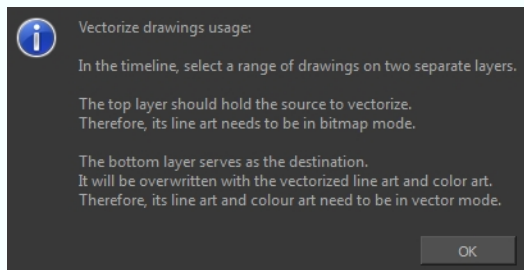 Vectorize drawings usage:
In the timeline, select a range of drawings on two separate layers.
The top layer should hold the source to vectorize.
Therefore, its line art needs to be in bitmap mode.
The bottom layer serves as the destination.
It will be overwritten with the vectorized line art and color art.
Therefore, its line art and colour art need to be in vector mode.
OK